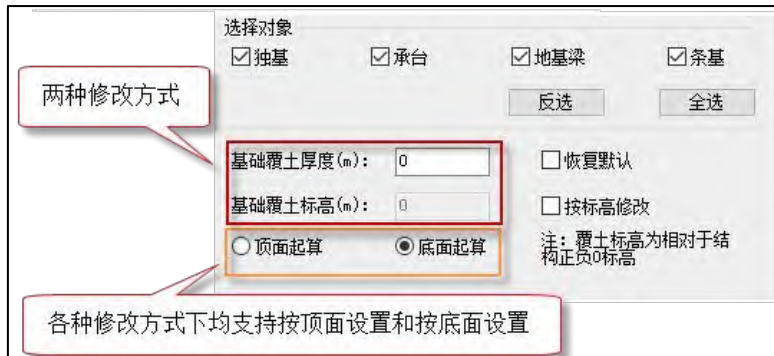 选择对象
独基 承台 地基梁 条基
反选 全选
两种修改方式
基础覆土厚度(m): 0 恢复默认
基础覆土标高(m): 0 按标高修改
顶面起算 底面起算 注: 覆土标高为相对于结
构正负0标高
各种修改方式下均支持按顶面设置和按底面设置